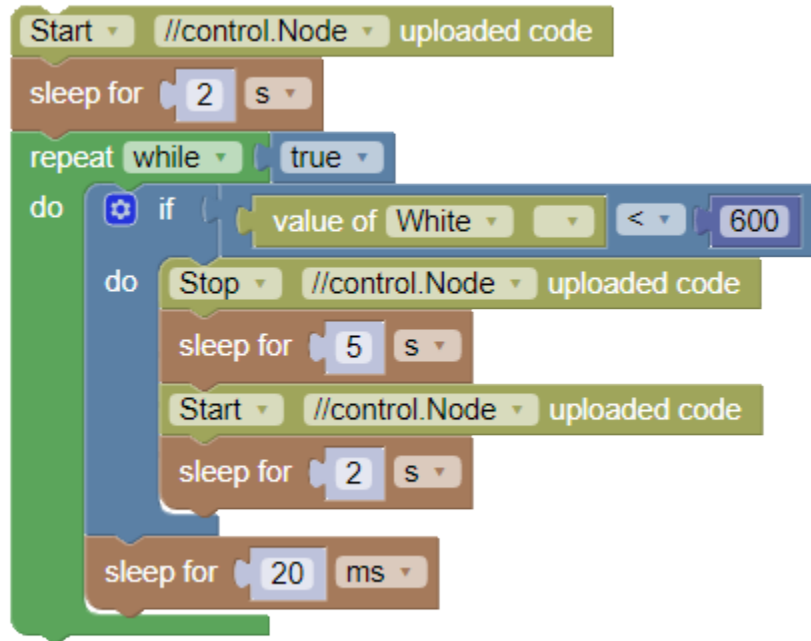 Start //control.Node uploaded code
sleep for 2 s
repeat while true
do if value of White < 600
do Stop //control.Node uploaded code
sleep for 5 s
Start //control.Node uploaded code
sleep for 2 s
sleep for 20 ms